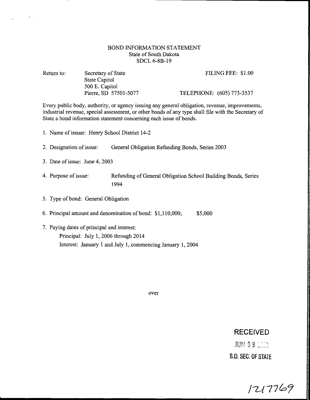 BOND INFORMATION STATEMENT
State of South Dakota
SDCL 6-8B-19
Return to: Secretary of State FILING FEE: $1.00
State Capitol
500 E. Capitol
Pierre, SD 57501-5077 TELEPHONE: (605) 773-3537
Every public body, authority, or agency issuing any general obligation, revenue, improvements,
industrial revenue, special assessment, or other bonds of any type shall file with the Secretary of
State a bond information statement concerning each issue of bonds.
1. Name of issuer: Henry School District 14-2
2. Designation of issue: General Obligation Refunding Bonds, Series 2003
3. Date of issue: June 4, 2003
4. Purpose of issue: Refunding of General Obligation School Building Bonds, Series
1994
5. Type of bond: General Obligation
6. Principal amount and denomination of bond: $1,110,000; $5,000
7. Paying dates of principal and interest:
Principal: July 1, 2006 through 2014
Interest: January 1 and July 1, commencing January 1, 2004
over
RECEIVED
JUN 09
S.D. SEC. OF STATE
1217769